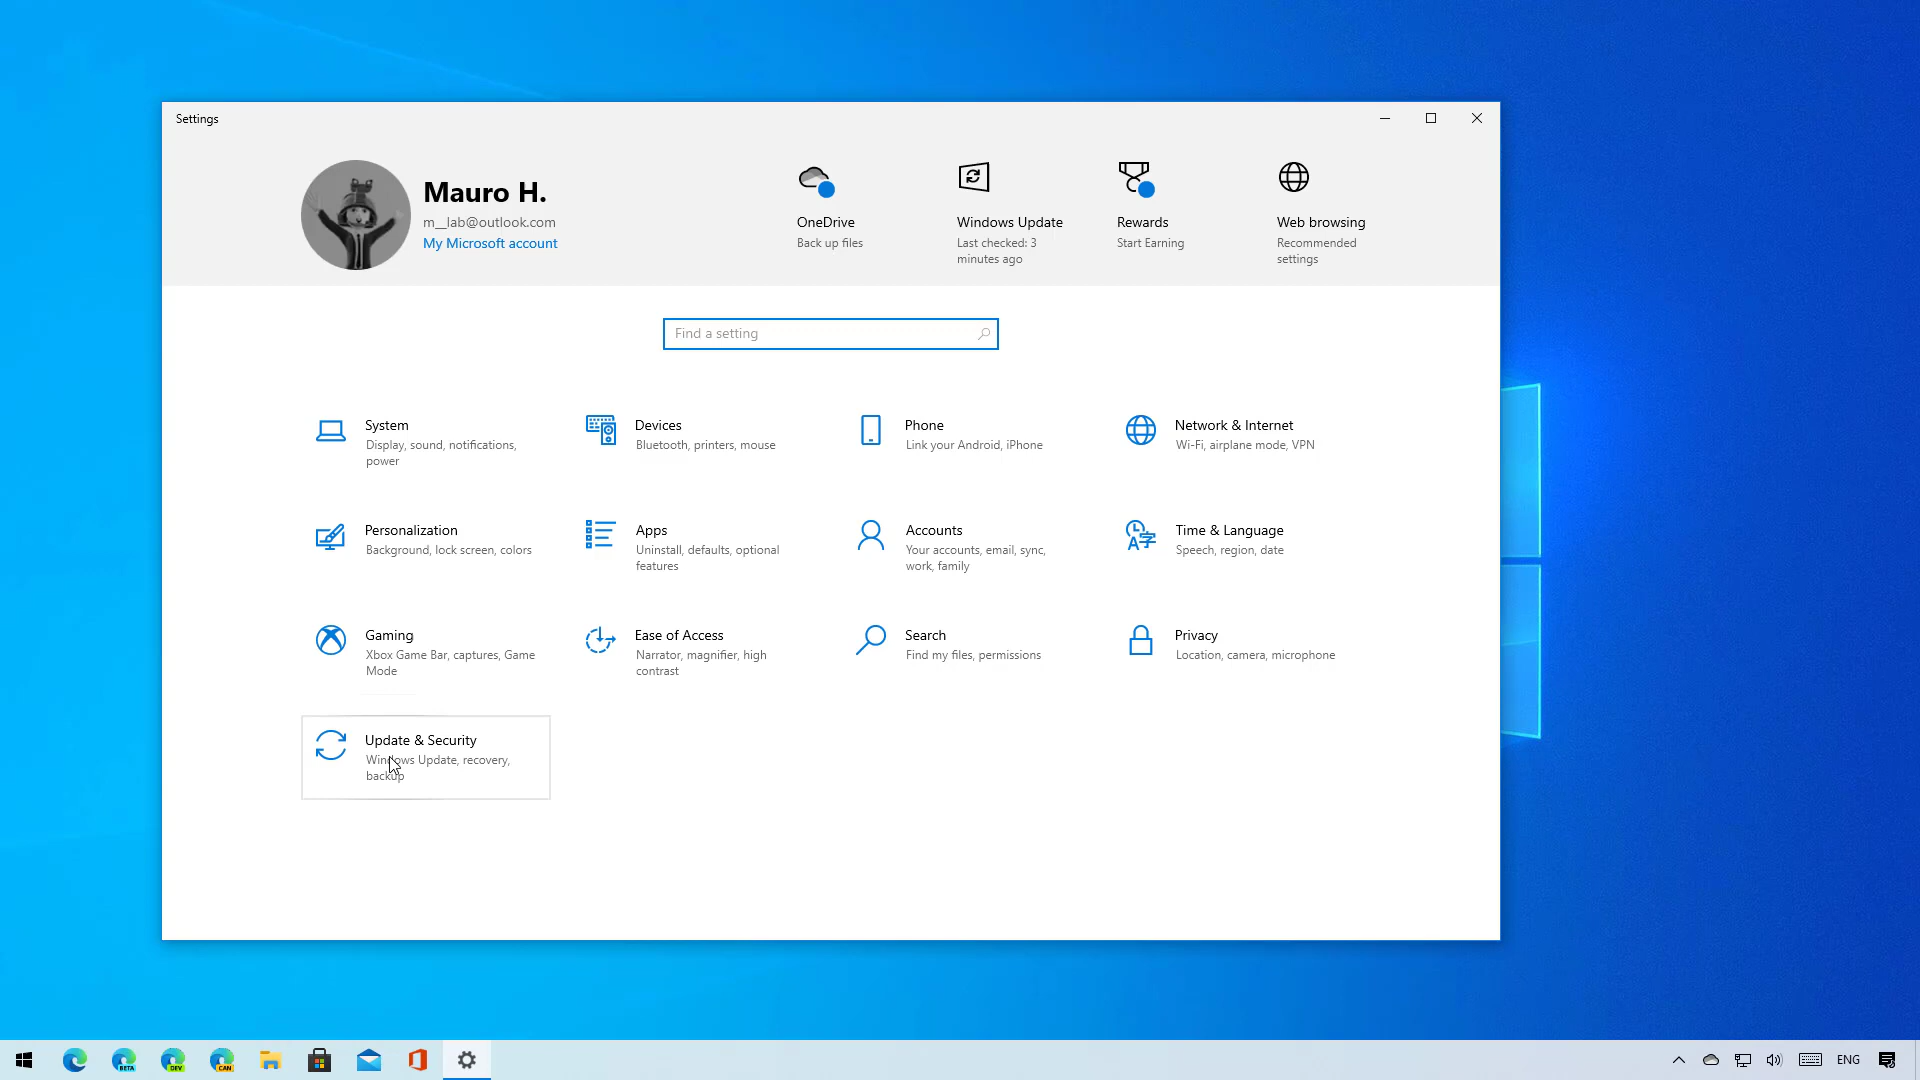 Settings
Mauro H.
m__lab@outlook.com
My Microsoft account
OneDrive
Back up files
Windows Update
Last checked: 3
minutes ago
Rewards
Start Earning
Web browsing
Recommended
settings
Find a setting
System
Display, sound, notifications,
power
Devices
Bluetooth, printers, mouse
Phone
Link your Android, iPhone
Network & Internet
Wi-Fi, airplane mode, VPN
Personalization
Background, lock screen, colors
Apps
Uninstall, defaults, optional
features
Accounts
Your accounts, email, sync,
work, family
Time & Language
Speech, region, date
Gaming
Xbox Game Bar, captures, Game
Mode
Ease of Access
Narrator, magnifier, high
contrast
Search
Find my files, permissions
Privacy
Location, camera, microphone
Update & Security
Windows Update, recovery,
backup
BETA
DEV
CAN
ENG